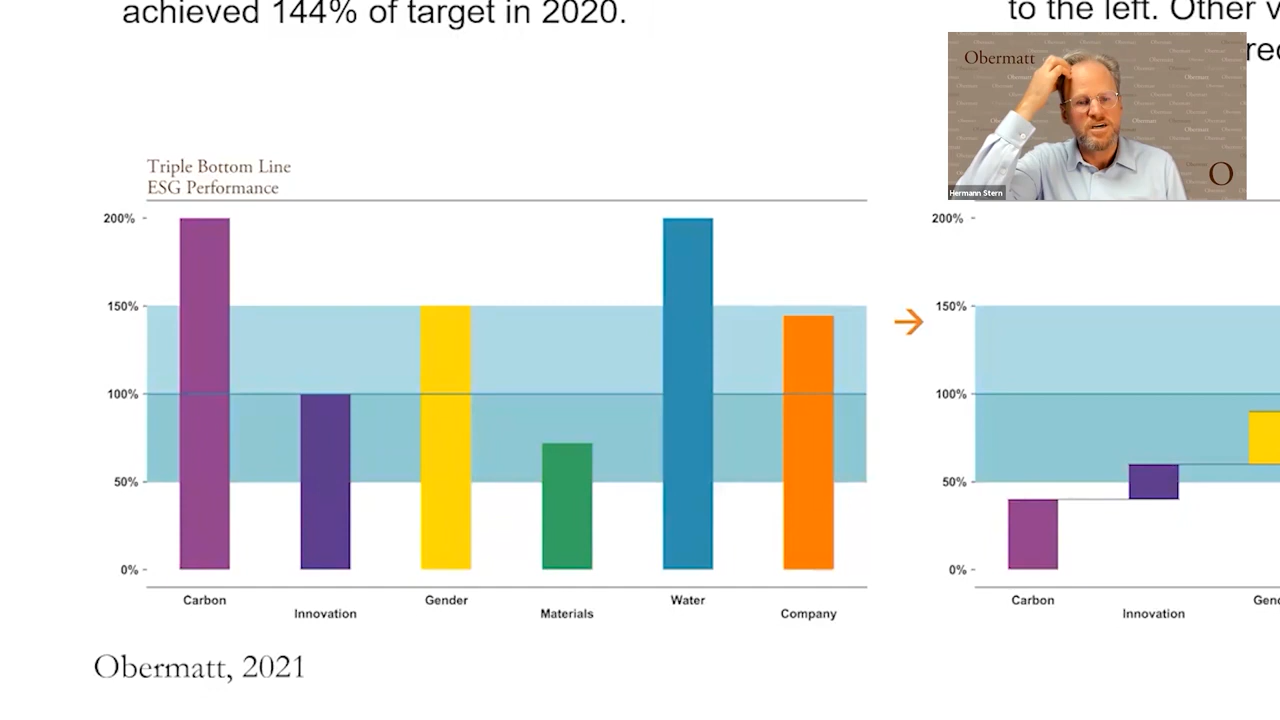 achieved 144% of target in 2020.
to the left. Other v
rec
Obermatt
O
Hermann Stern
Triple Bottom Line
ESG Performance
200%
150%
100%
50%
0%
Carbon
Innovation
Gender
Materials
Water
Company
200%
150%
100%
50%
0%
Carbon
Innovation
Gend
Obermatt, 2021